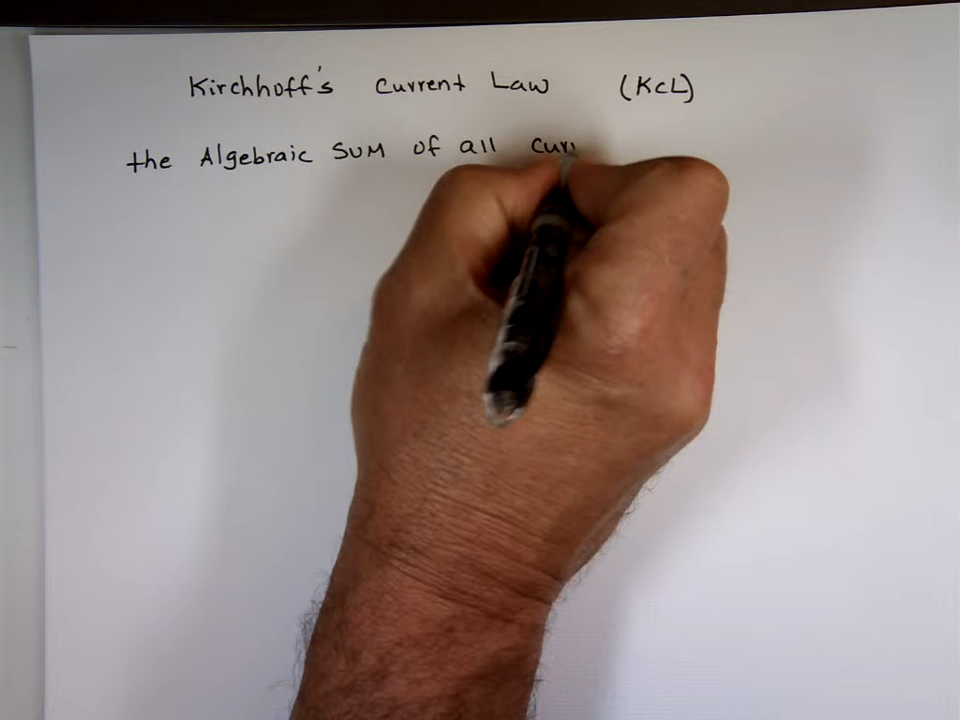 Kirchhoff's Current Law (KCL)
the Algebraic SUM of all